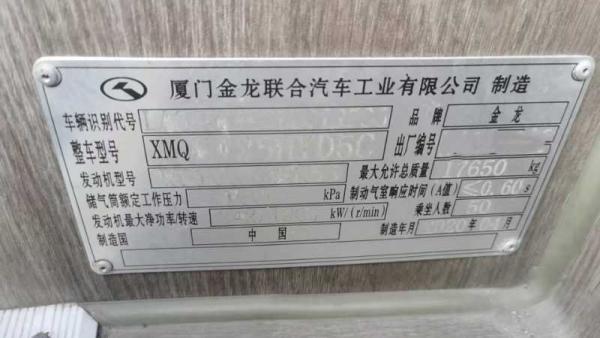 厦门金龙联合汽车工业有限公司 制造
车辆识别代号 品牌 金龙
整车型号 XMQ 出厂编号
发动机型号 最大允许总质量 17650 kg
储气筒额定工作压力 kPa 制动气室响应时间(A值) ≤0.60s
发动机最大净功率/转速 kW/(r/min) 乘坐人数 50
制造国 中国 制造年月 2020年 月